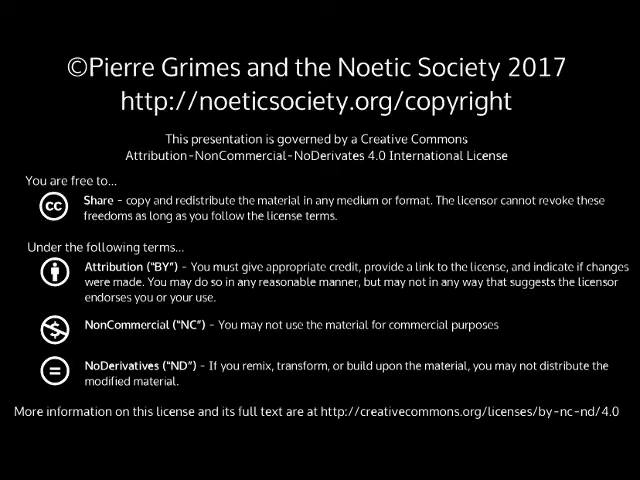 ©Pierre Grimes and the Noetic Society 2017
http://noeticsociety.org/copyright
This presentation is governed by a Creative Commons
Attribution-NonCommercial-NoDerivates 4.0 International License
You are free to...
cc
Share - copy and redistribute the material in any medium or format. The licensor cannot revoke these
freedoms as long as you follow the license terms.
Under the following terms...
Attribution ("BY") - You must give appropriate credit, provide a link to the license, and indicate if changes
were made. You may do so in any reasonable manner, but may not in any way that suggests the licensor
endorses you or your use.
NonCommercial ("NC") - You may not use the material for commercial purposes
NoDerivatives ("ND") - If you remix, transform, or build upon the material, you may not distribute the
modified material.
More information on this license and its full text are at http://creativecommons.org/licenses/by-nc-nd/4.0